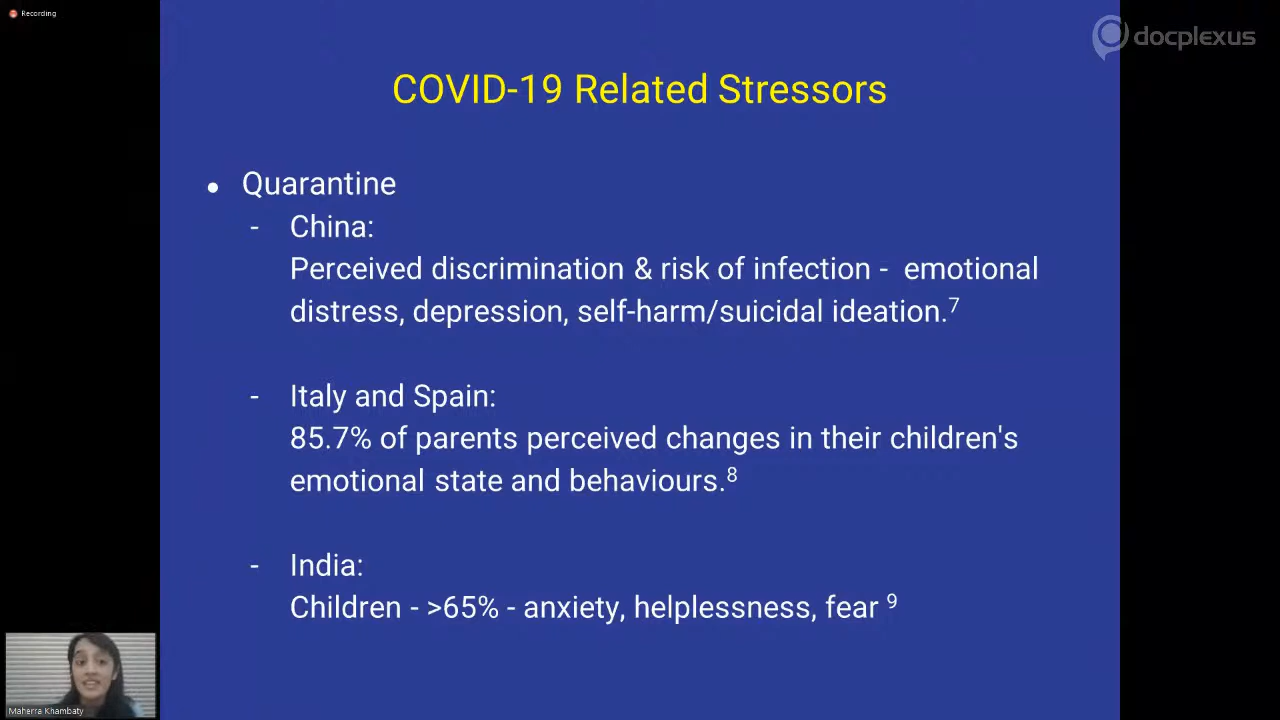 Recording
docplexus
COVID-19 Related Stressors
● Quarantine
- China:
Perceived discrimination & risk of infection - emotional
distress, depression, self-harm/suicidal ideation.7
- Italy and Spain:
85.7% of parents perceived changes in their children's
emotional state and behaviours.8
- India:
Children - >65% - anxiety, helplessness, fear 9
Maherra Khambaty